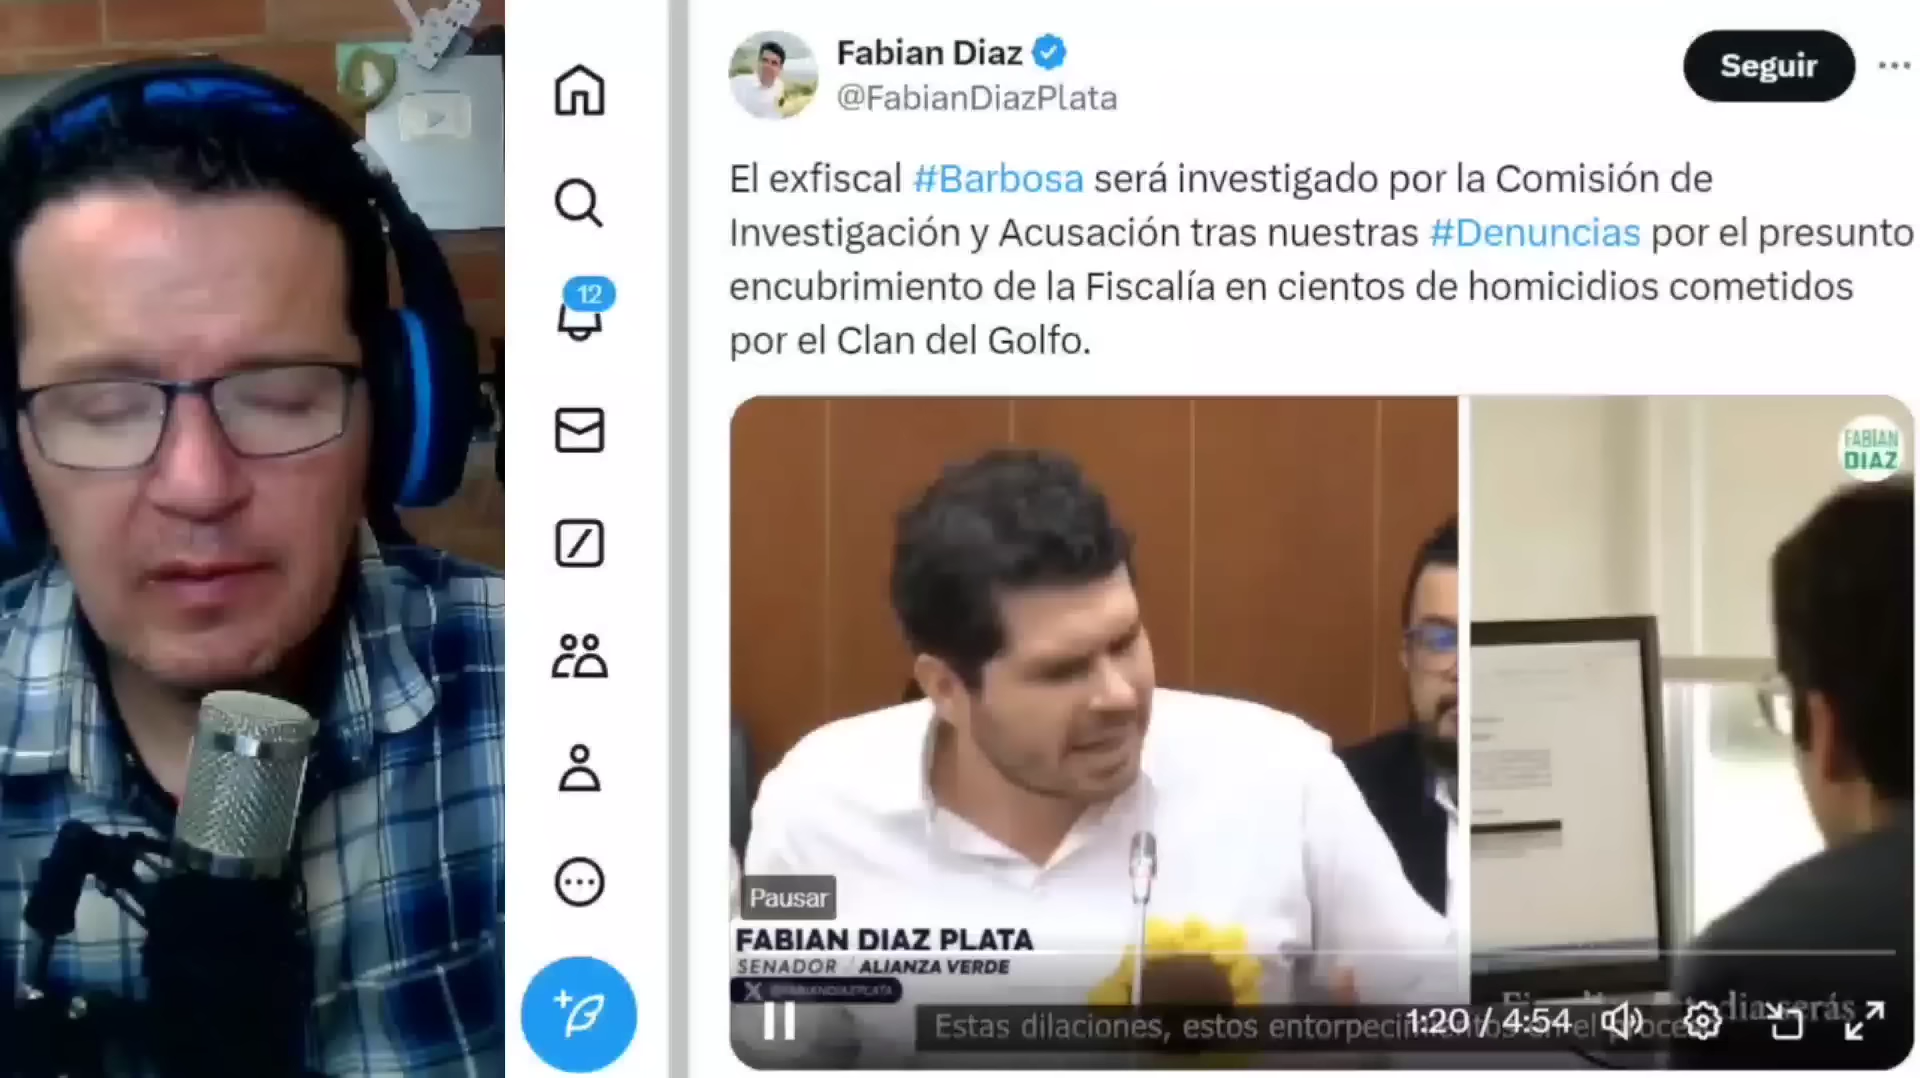 Fabian Diaz
@FabianDiazPlata
Seguir
12
El exfiscal #Barbosa será investigado por la Comisión de
Investigación y Acusación tras nuestras #Denuncias por el presunto
encubrimiento de la Fiscalía en cientos de homicidios cometidos
por el Clan del Golfo.
FABIAN
DIAZ
Pausar
FABIAN DIAZ PLATA
SENADOR / ALIANZA VERDE
@FABIANDIAZPLATA
Estas dilaciones, estos
1:20 / 4:54
serás